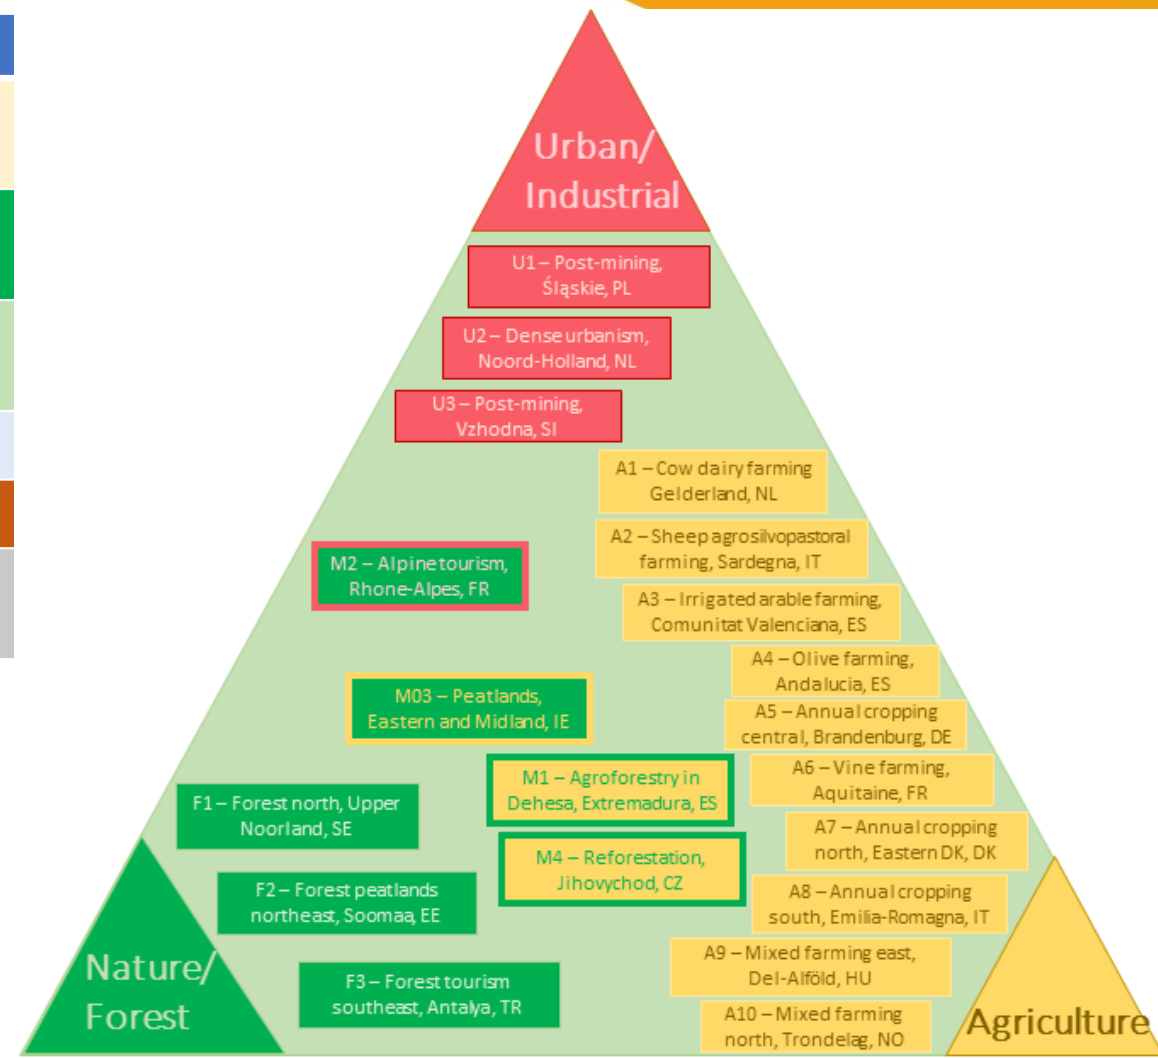 Urban/
Industrial
U1 – Post-mining,
Śląskie, PL
U2 – Dense urbanism,
Noord-Holland, NL
U3 – Post-mining,
Vzhodna, SI
A1 – Cow dairy farming
Gelderland, NL
A2 – Sheep agrosilvopastoral
farming, Sardegna, IT
M2 – Alpine tourism,
Rhone-Alpes, FR
A3 – Irrigated arable farming,
Comunitat Valenciana, ES
A4 – Olive farming,
Andalucia, ES
M03 – Peatlands,
Eastern and Midland, IE
A5 – Annual cropping
central, Brandenburg, DE
M1 – Agroforestry in
Dehesa, Extremadura, ES
A6 – Vine farming,
Aquitaine, FR
F1 – Forest north, Upper
Noorland, SE
A7 – Annual cropping
north, Eastern DK, DK
M4 – Reforestation,
Jihovychod, CZ
F2 – Forest peatlands
northeast, Soomaa, EE
A8 – Annual cropping
south, Emilia-Romagna, IT
A9 – Mixed farming east,
Del-Alföld, HU
F3 – Forest tourism
southeast, Antalya, TR
A10 – Mixed farming
north, Trondelag, NO
Nature/
Forest
Agriculture